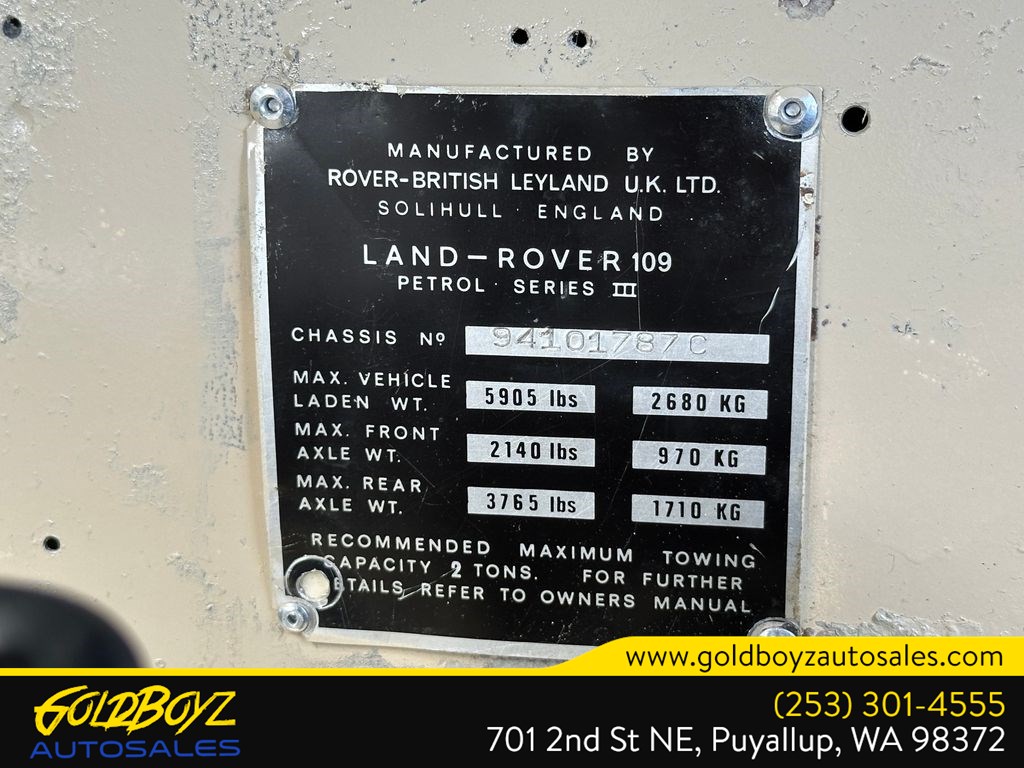 MANUFACTURED BY
ROVER-BRITISH LEYLAND U.K. LTD.
SOLIHULL ENGLAND
LAND-ROVER 109
PETROL SERIES III
CHASSIS Nº 94101787C
MAX. VEHICLE
LADEN WT. 5905 lbs 2680 KG
MAX. FRONT
AXLE WT. 2140 lbs 970 KG
MAX. REAR
AXLE WT. 3765 lbs 1710 KG
RECOMMENDED MAXIMUM TOWING
CAPACITY 2 TONS. FOR FURTHER
DETAILS REFER TO OWNERS MANUAL
www.goldboyzautosales.com
GOLDBOYZ
AUTOSALES
(253) 301-4555
701 2nd St NE, Puyallup, WA 98372